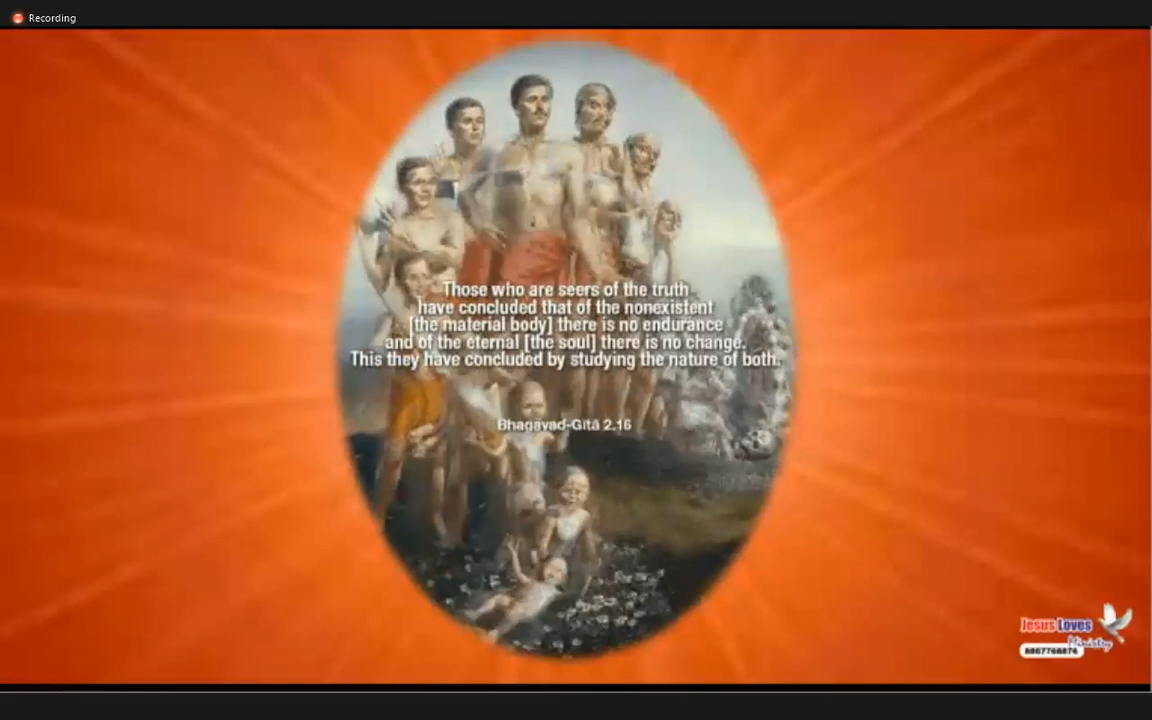 Recording
Those who are seers of the truth
have concluded that of the nonexistent
[the material body] there is no endurance
and of the eternal [the soul] there is no change.
This they have concluded by studying the nature of both.
Bhagavad-Gītā 2.16
Jesus Loves
Ministry